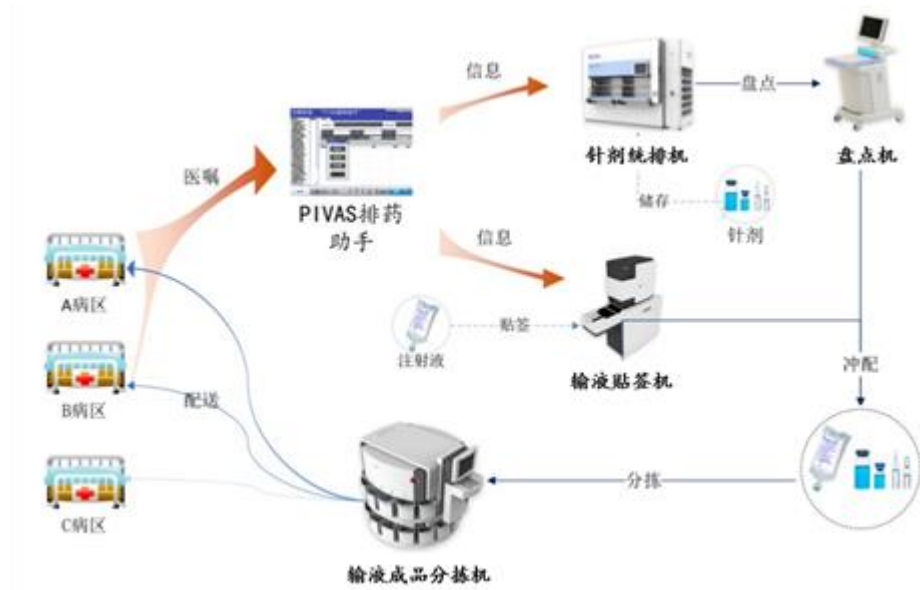 信息
盘点
针剂统排机
盘点机
医嘱
PIVAS排药
助手
储存
针剂
信息
A病区
贴签
注射液
输液贴签机
冲配
B病区
配送
分拣
C病区
输液成品分拣机